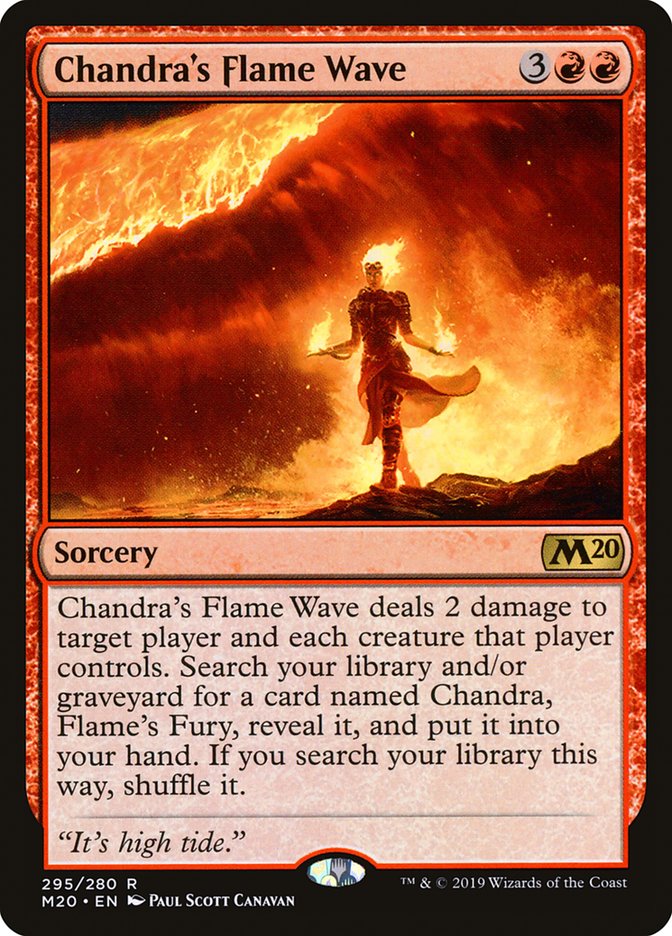 Chandra's Flame Wave 3
Sorcery M20
Chandra's Flame Wave deals 2 damage to
target player and each creature that player
controls. Search your library and/or
graveyard for a card named Chandra,
Flame's Fury, reveal it, and put it into
your hand. If you search your library this
way, shuffle it.
“It's high tide.”
295/280 R
™ & © 2019 Wizards of the Coast
M20 • EN Paul Scott Canavan